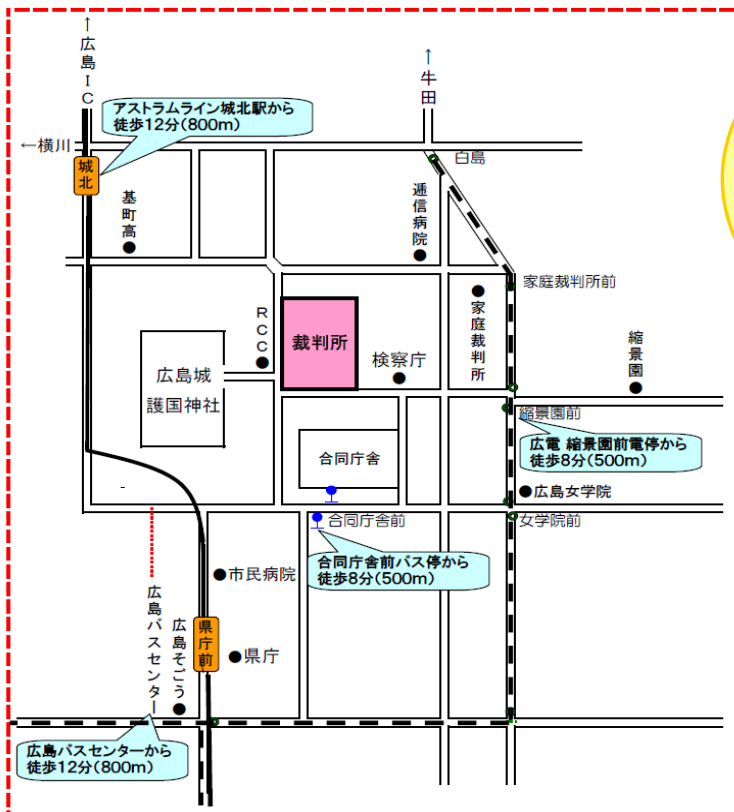 ↑広島IC
↑牛田
アストラムライン城北駅から
徒歩12分(800m)
←横川
城北
白島
基町高
逓信病院
家庭裁判所前
RCC
裁判所
検察庁
家庭裁判所
縮景園
広島城
護国神社
縮景園前
広電 縮景園前電停から
徒歩8分(500m)
合同庁舎
広島女学院
合同庁舎前
女学院前
合同庁舎前バス停から
徒歩8分(500m)
市民病院
広島バスセンター
広島そごう
県庁前
県庁
広島バスセンターから
徒歩12分(800m)